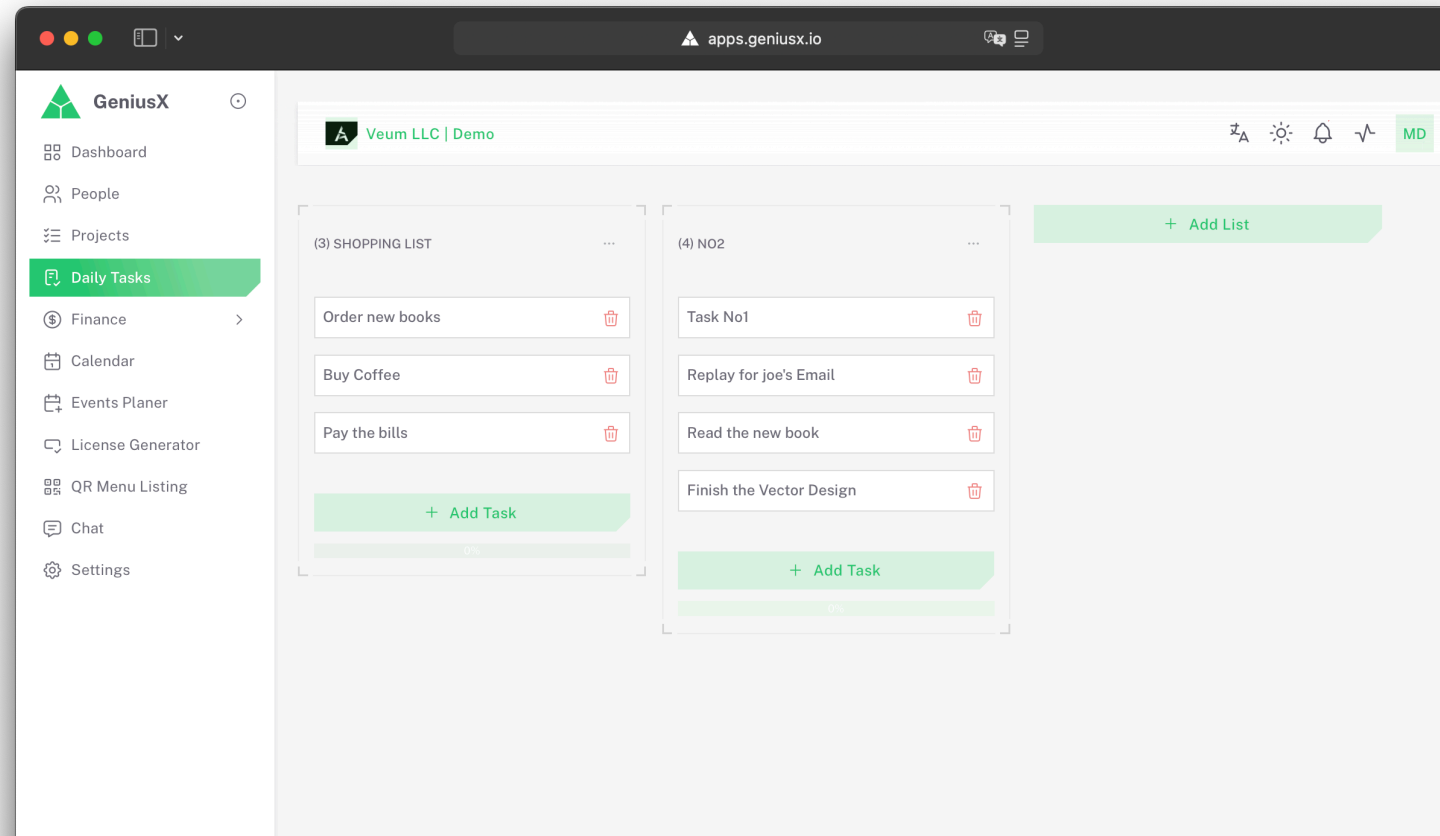 apps.geniusx.io
GeniusX
Dashboard
People
Projects
Daily Tasks
Finance
Calendar
Events Planer
License Generator
QR Menu Listing
Chat
Settings
Veum LLC | Demo
MD
(3) SHOPPING LIST
Order new books
Buy Coffee
Pay the bills
+ Add Task
0%
(4) NO2
Task No1
Replay for joe's Email
Read the new book
Finish the Vector Design
+ Add Task
0%
+ Add List